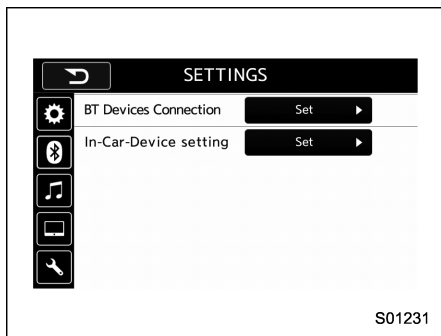 SETTINGS
BT Devices Connection Set
In-Car-Device setting Set
S01231